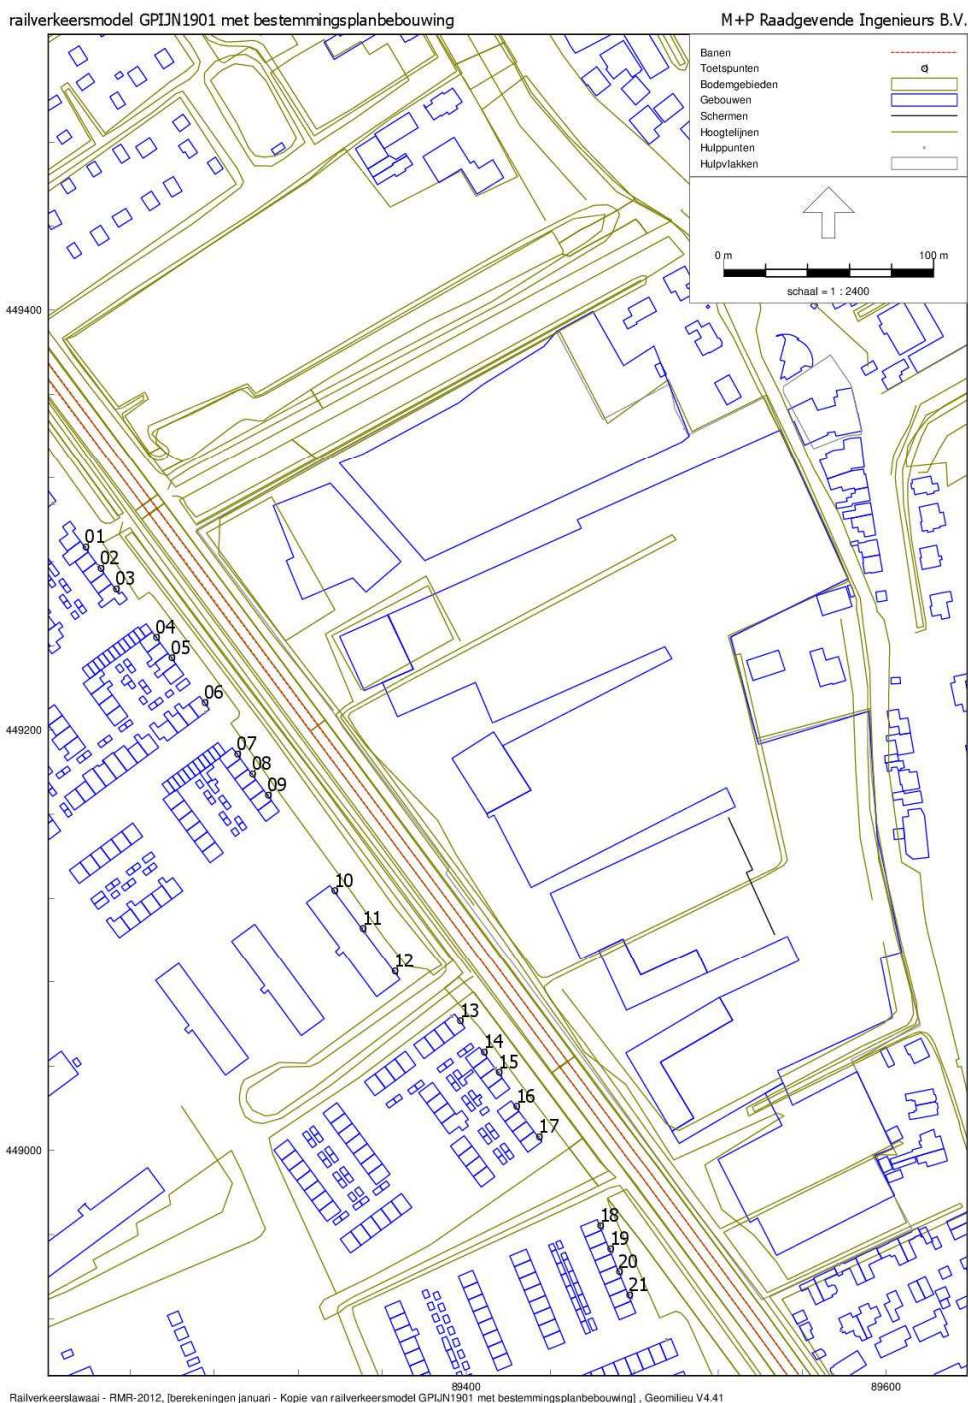 railverkeersmodel GPIJN1901 met bestemmingsplanbebouwing
M+P Raadgevende Ingenieurs B.V.
Banen
Toetspunten
Bodemgebieden
Gebouwen
Schermen
Hoogtelijnen
Hulppunten
Hulpvlakken
0 m
100 m
schaal = 1 : 2400
449400
01
02
03
04
05
06
449200
07
08
09
10
11
12
13
14
15
16
17
449000
18
19
20
21
89400
89600
Railverkeerslawaai - RMR-2012, [berekeningen januari - Kopie van railverkeersmodel GPIJN1901 met bestemmingsplanbebouwing] , Geomilieu V4.41